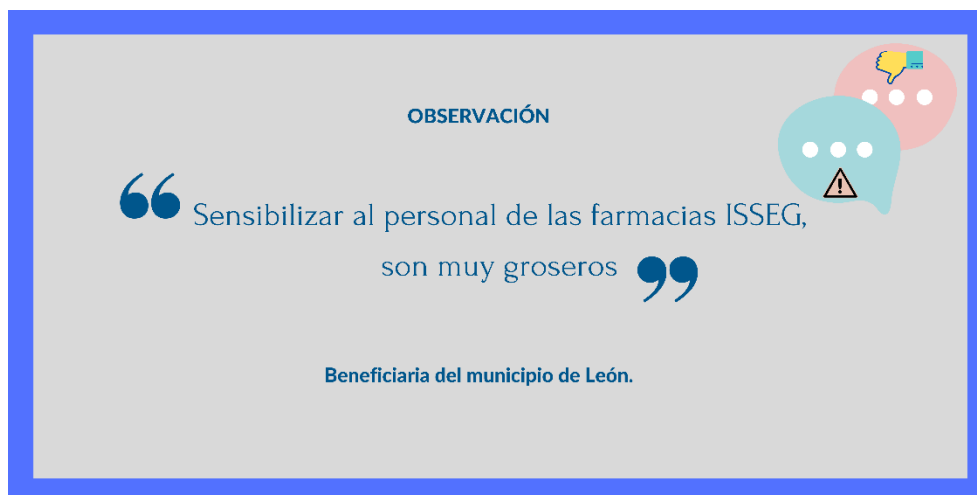 OBSERVACIÓN
“ Sensibilizar al personal de las farmacias ISSEG,
son muy groseros ”
Beneficiaria del municipio de León.